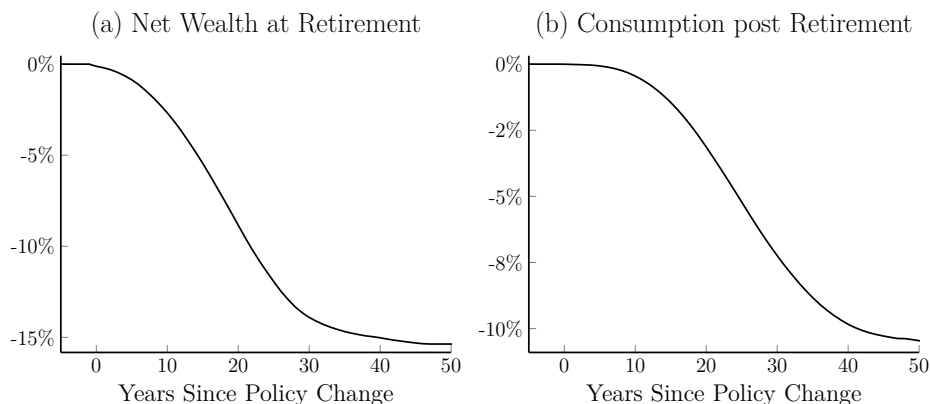 (a) Net Wealth at Retirement
0%
-5%
-10%
-15%
0 10 20 30 40 50
Years Since Policy Change
(b) Consumption post Retirement
0%
-2%
-5%
-8%
-10%
0 10 20 30 40 50
Years Since Policy Change